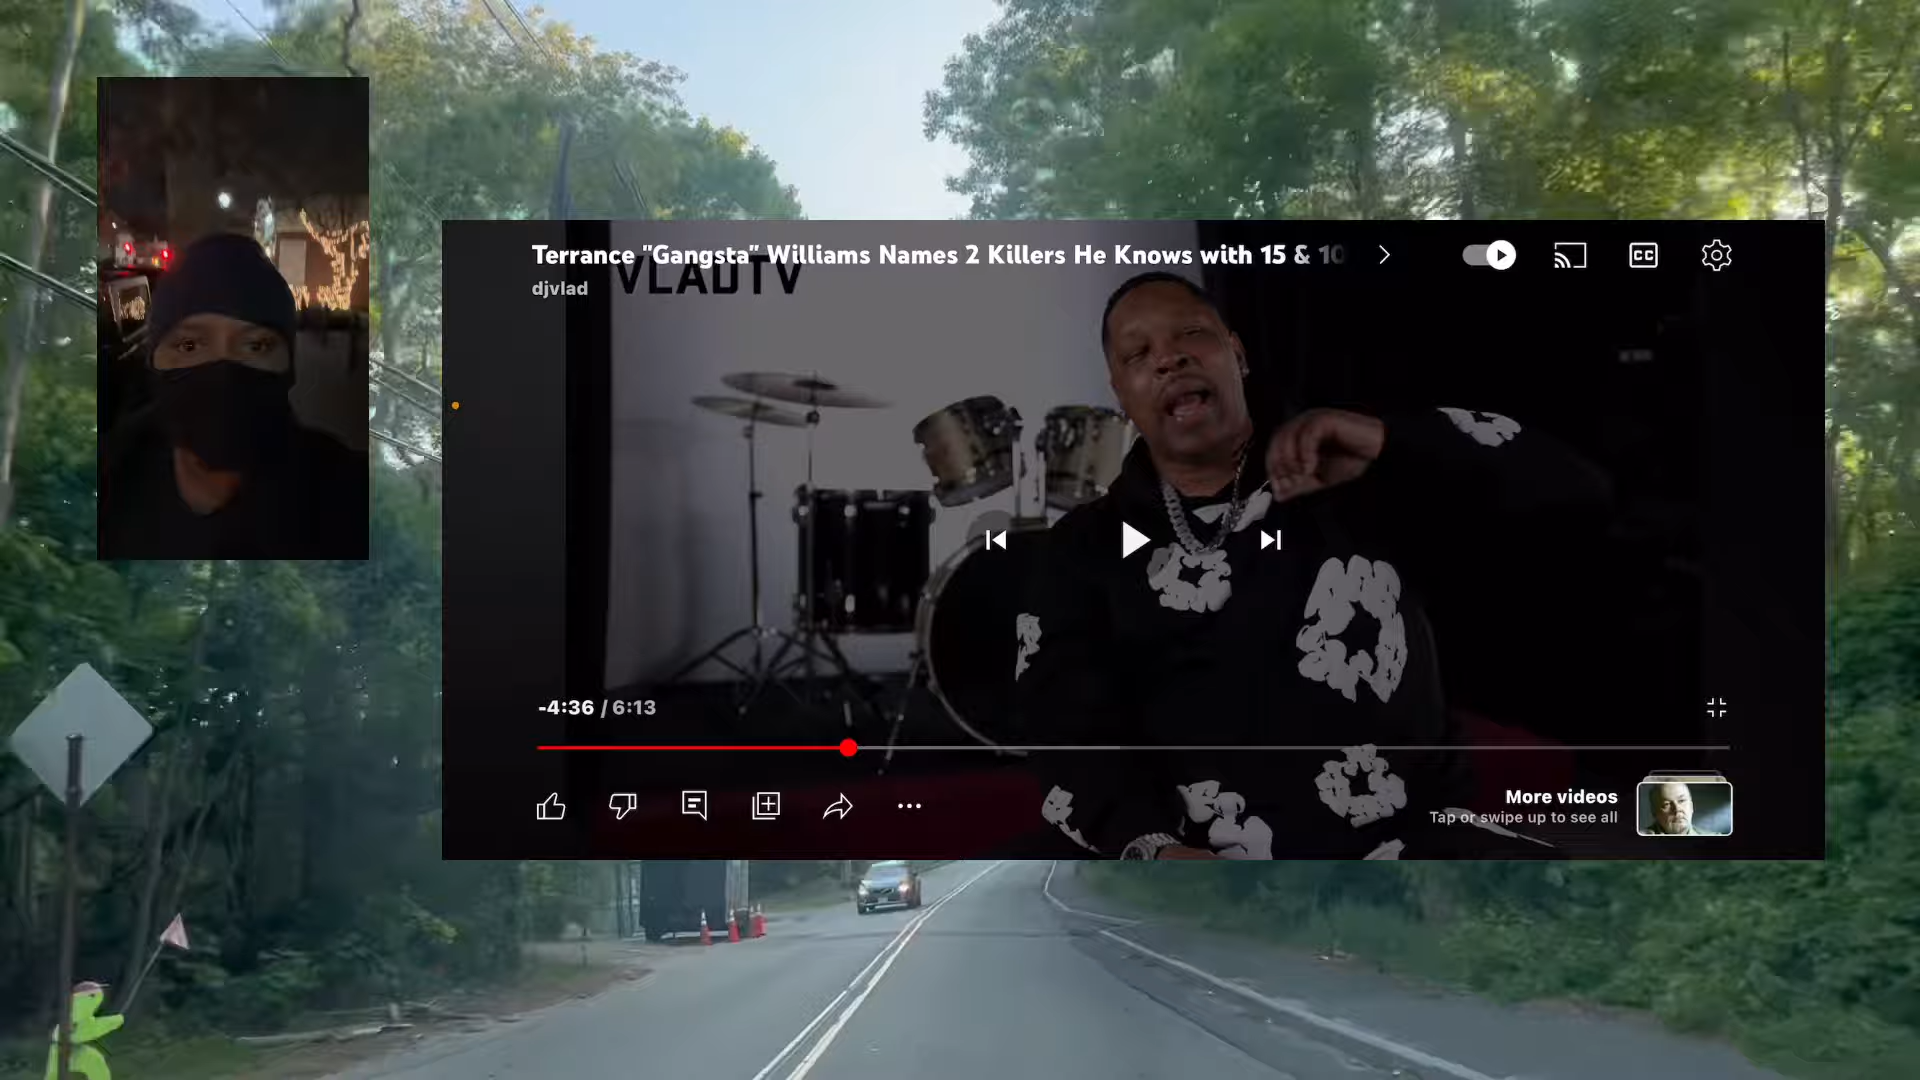 Terrance "Gangsta" Williams Names 2 Killers He Knows with 15 & 10
djvlad
VLADTV
CC
-4:36 / 6:13
More videos
Tap or swipe up to see all